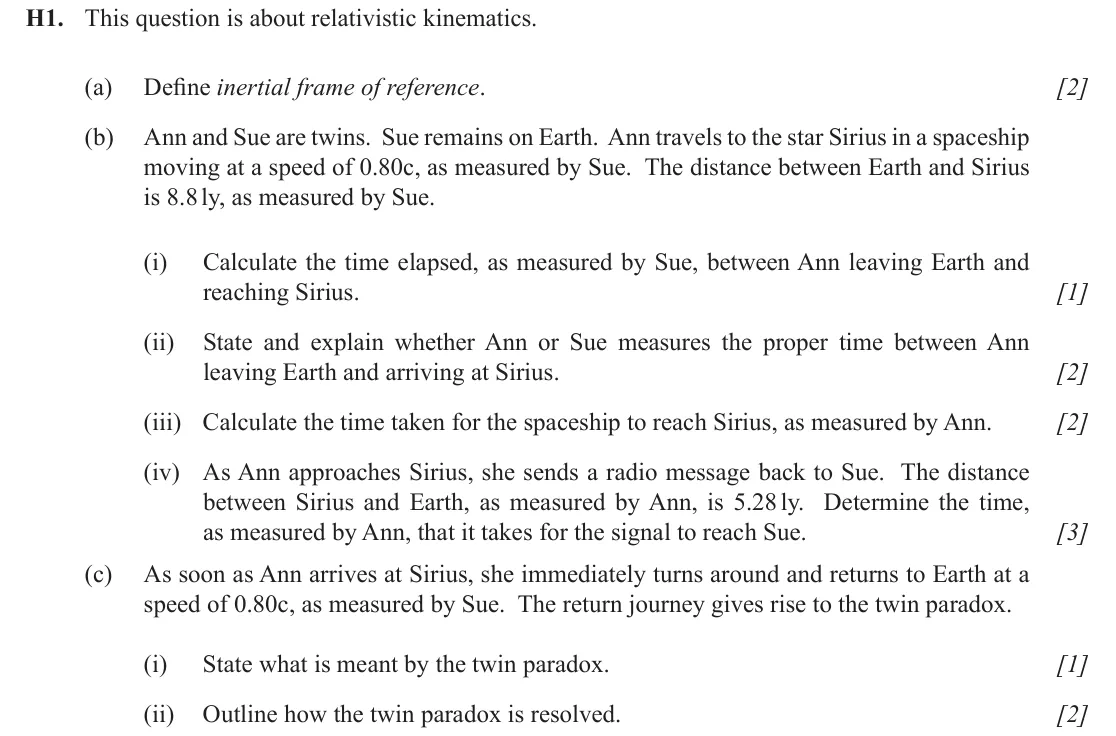 H1. This question is about relativistic kinematics.
(a) Define inertial frame of reference. [2]
(b) Ann and Sue are twins. Sue remains on Earth. Ann travels to the star Sirius in a spaceship
moving at a speed of 0.80c, as measured by Sue. The distance between Earth and Sirius
is 8.8 ly, as measured by Sue.
(i) Calculate the time elapsed, as measured by Sue, between Ann leaving Earth and
reaching Sirius. [1]
(ii) State and explain whether Ann or Sue measures the proper time between Ann
leaving Earth and arriving at Sirius. [2]
(iii) Calculate the time taken for the spaceship to reach Sirius, as measured by Ann. [2]
(iv) As Ann approaches Sirius, she sends a radio message back to Sue. The distance
between Sirius and Earth, as measured by Ann, is 5.28 ly. Determine the time,
as measured by Ann, that it takes for the signal to reach Sue. [3]
(c) As soon as Ann arrives at Sirius, she immediately turns around and returns to Earth at a
speed of 0.80c, as measured by Sue. The return journey gives rise to the twin paradox.
(i) State what is meant by the twin paradox. [1]
(ii) Outline how the twin paradox is resolved. [2]